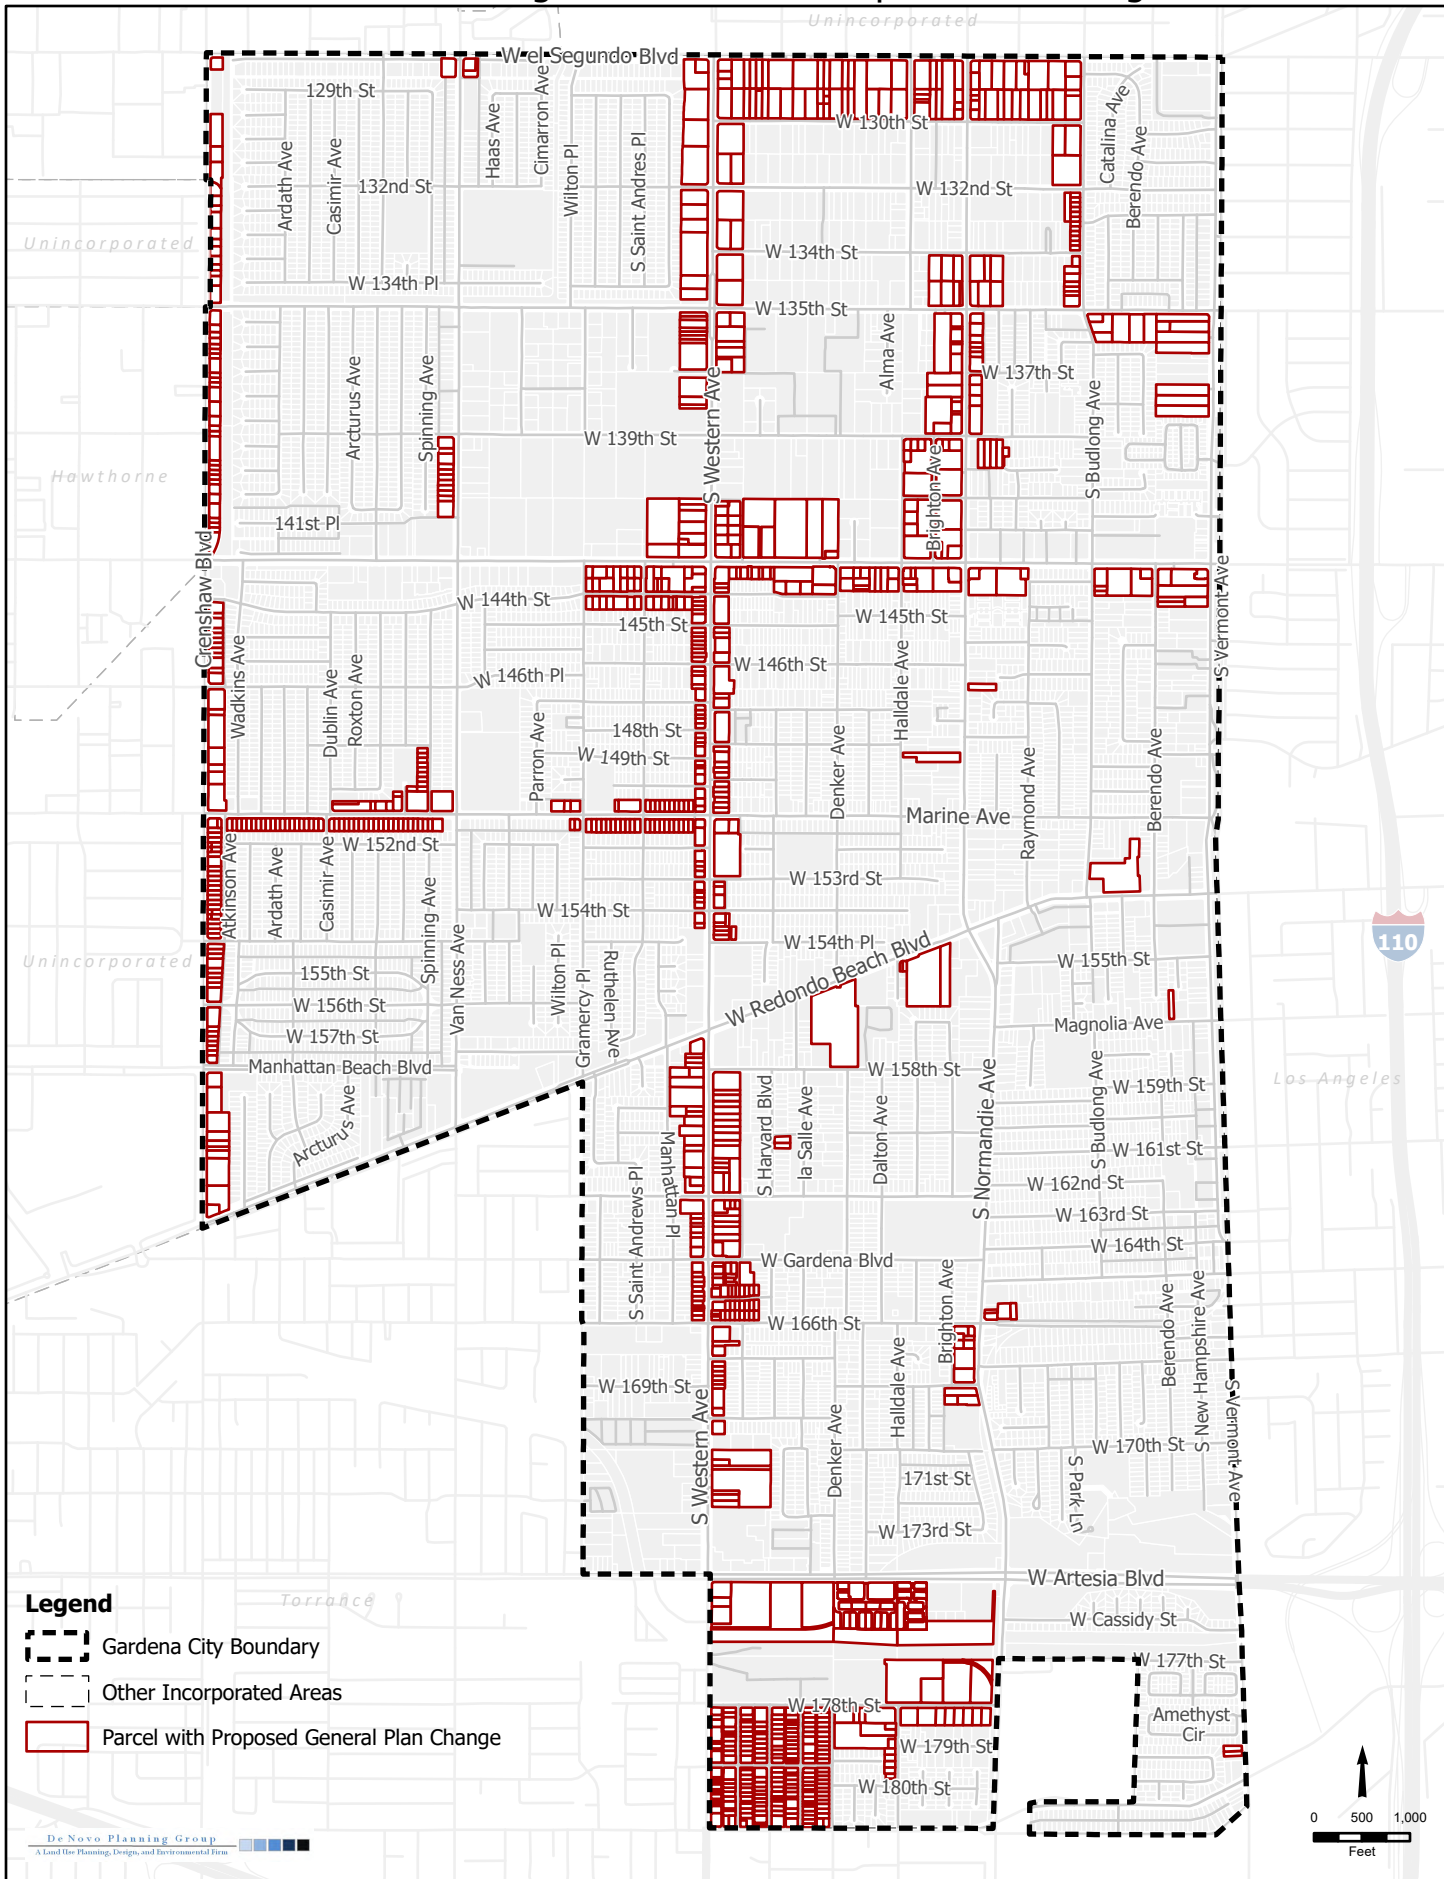 Unincorporated
W el Segundo Blvd
129th St
Haas Ave
Cimarron Ave
W 130th St
Catalina Ave
Berendo Ave
Ardath Ave
Casimir Ave
132nd St
Wilton Pl
S Saint Andres Pl
W 132nd St
Unincorporated
W 134th St
W 134th Pl
W 135th St
Arcturus Ave
Spinning Ave
S Western Ave
Alma Ave
W 137th St
S Budlong Ave
Hawthorne
W 139th St
Brighton Ave
141st Pl
Crenshaw Blvd
S Vermont Ave
W 144th St
145th St
W 145th St
Wadkins Ave
Dublin Ave
Roxton Ave
W 146th Pl
W 146th St
Halldale Ave
Parron Ave
148th St
W 149th St
Denker Ave
Raymond Ave
Berendo Ave
Marine Ave
W 152nd St
Atkinson Ave
Ardath Ave
Casimir Ave
Spinning Ave
W 153rd St
W 154th St
W 154th Pl
Unincorporated
110
155th St
Van Ness Ave
Wilton Pl
Gramercy Pl
Ruthelen Ave
W Redondo Beach Blvd
W 155th St
W 156th St
W 157th St
Magnolia Ave
Manhattan Beach Blvd
W 158th St
S Normandie Ave
S Budlong Ave
W 159th St
Los Angeles
Arcturu's Ave
S Harvard Blvd
la Salle Ave
Dalton Ave
W 161st St
Manhattan Pl
S Saint Andrews Pl
W 162nd St
W 163rd St
W 164th St
W Gardena Blvd
Brighton Ave
Berendo Ave
S New Hampshire Ave
W 166th St
Halldale Ave
W 169th St
S Western Ave
Denker Ave
S Vermont Ave
W 170th St
171st St
S Park Ln
W 173rd St
W Artesia Blvd
Torrance
W Cassidy St
W 177th St
W 178th St
Amethyst
Cir
W 179th St
W 180th St
Legend
Gardena City Boundary
Other Incorporated Areas
Parcel with Proposed General Plan Change
De Novo Planning Group
A Land Use Planning, Design, and Environmental Firm
0 500 1,000
Feet